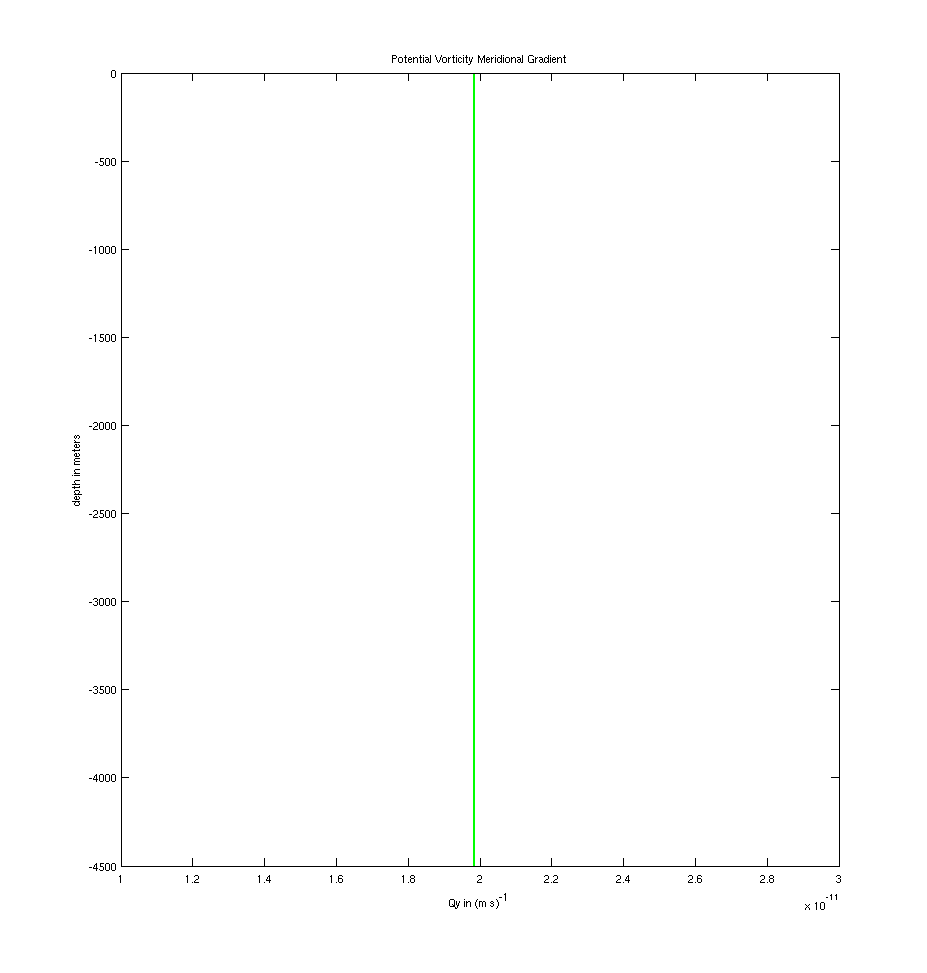 Potential Vorticity Meridional Gradient
0
-500
-1000
-1500
-2000
-2500
-3000
-3500
-4000
-4500
depth in meters
1 1.2 1.4 1.6 1.8 2 2.2 2.4 2.6 2.8 3
Qy in (m s)^-1
x 10^-11